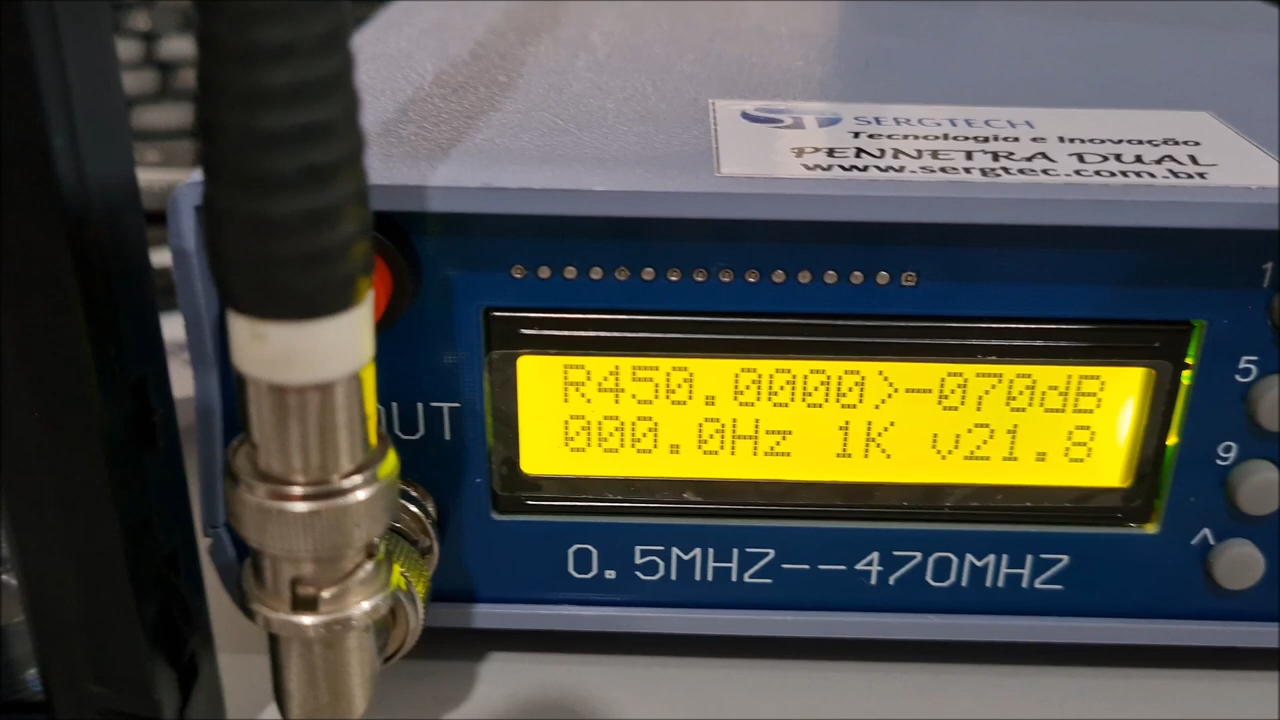 SERGTECH
Tecnologia e Inovação
PENNETRA DUAL
www.sergtec.com.br
1
5
9
^
OUT
R450.0000>-070dB
000.0Hz 1K v21.8
0.5MHZ--470MHZ